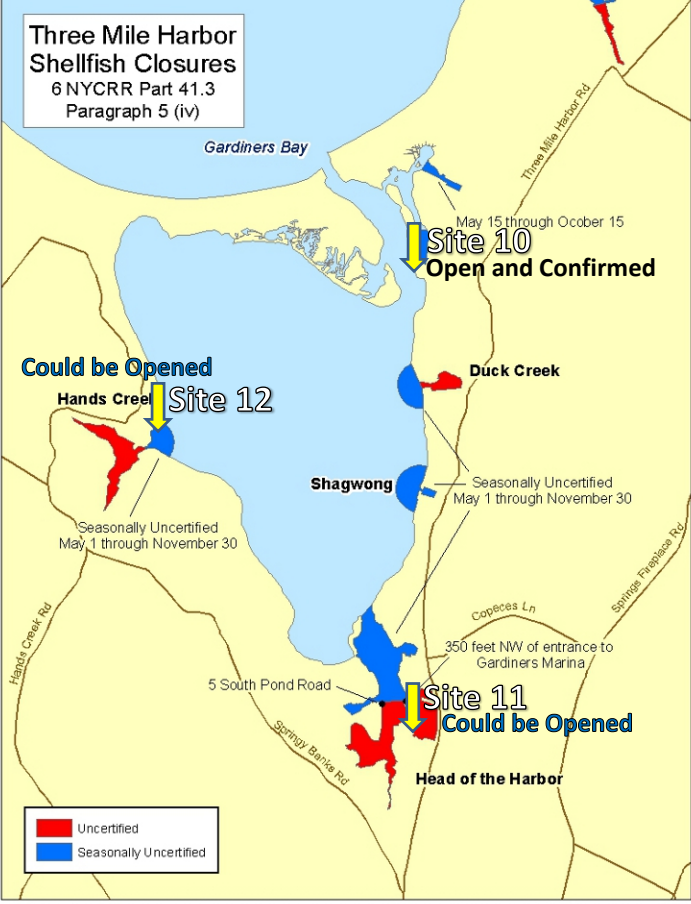 Three Mile Harbor
Shellfish Closures
6 NYCRR Part 41.3
Paragraph 5 (iv)
Gardiners Bay
Three Mile Harbor Rd
May 15 through Ocober 15
Site 10
Open and Confirmed
Could be Opened
Duck Creek
Hands Creek
Site 12
Shagwong
Seasonally Uncertified
May 1 through November 30
Seasonally Uncertified
May 1 through November 30
Springs Fireplace Rd
Hands Creek Rd
Copeces Ln
350 feet NW of entrance to
Gardiners Marina
5 South Pond Road
Site 11
Could be Opened
Springy Banks Rd
Head of the Harbor
Uncertified
Seasonally Uncertified